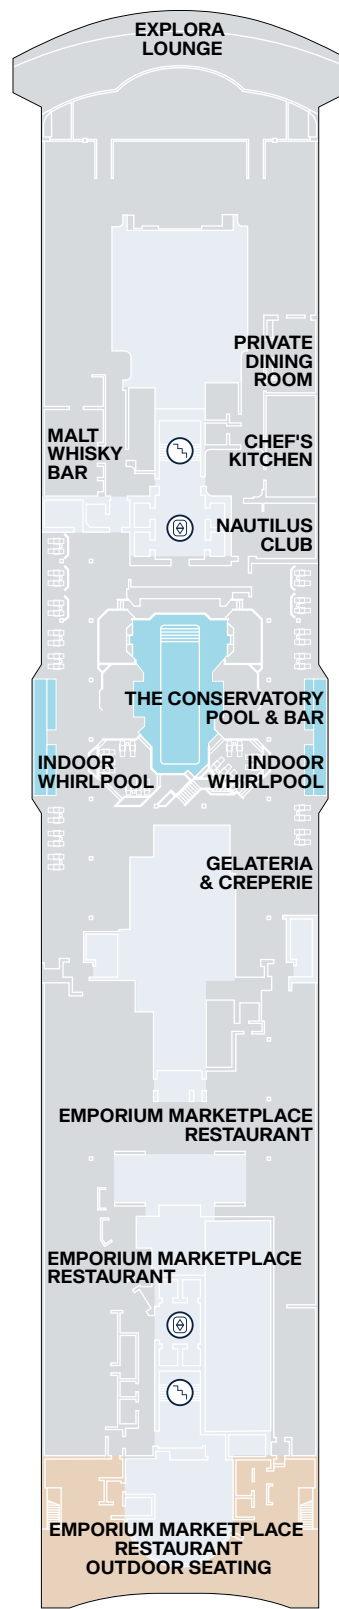 EXPLORA
LOUNGE
PRIVATE
DINING
ROOM
MALT
WHISKY
BAR
CHEF'S
KITCHEN
NAUTILUS
CLUB
THE CONSERVATORY
POOL & BAR
INDOOR
WHIRLPOOL
INDOOR
WHIRLPOOL
GELATERIA
& CREPERIE
EMPORIUM MARKETPLACE
RESTAURANT
EMPORIUM MARKETPLACE
RESTAURANT
EMPORIUM MARKETPLACE
RESTAURANT
OUTDOOR SEATING